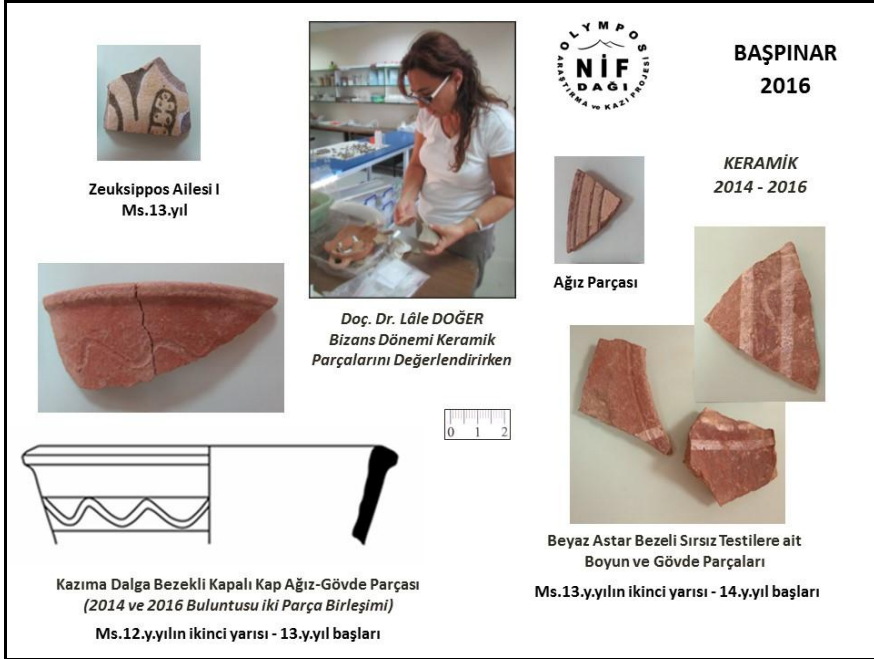 OLYMPOS
NİF
DAĞI
ARAŞTIRMA ve KAZI PROJESİ
BAŞPINAR
2016
KERAMİK
2014 - 2016
Zeuksippos Ailesi I
Ms.13.yıl
Doç. Dr. Lâle DOĞER
Bizans Dönemi Keramik
Parçalarını Değerlendirirken
Ağız Parçası
0 1 2
Kazıma Dalga Bezekli Kapalı Kap Ağız-Gövde Parçası
(2014 ve 2016 Buluntusu iki Parça Birleşimi)
Ms.12.y.yılın ikinci yarısı - 13.y.yıl başları
Beyaz Astar Bezeli Sırsız Testilere ait
Boyun ve Gövde Parçaları
Ms.13.y.yılın ikinci yarısı - 14.y.yıl başları